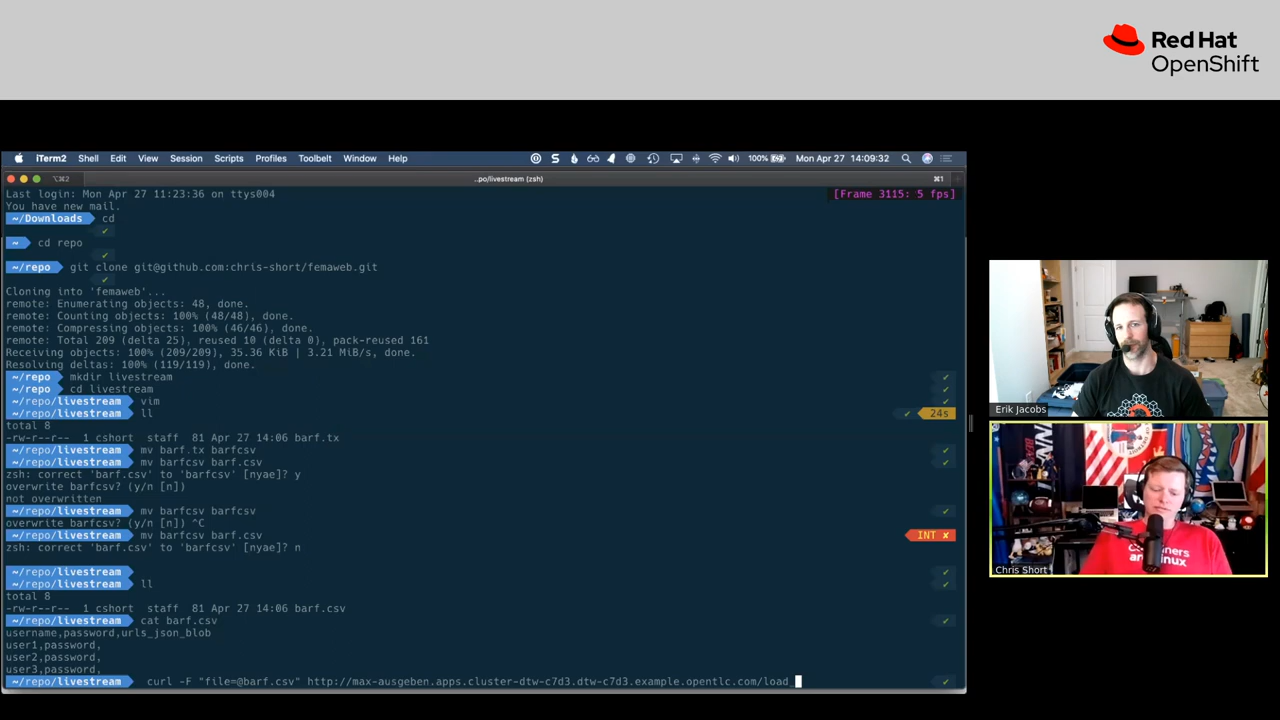 Red Hat
OpenShift
iTerm2 Shell Edit View Session Scripts Profiles Toolbelt Window Help 100% Mon Apr 27 14:09:32
⌥⌘2 ..po/livestream (zsh) ⌘1
Last login: Mon Apr 27 11:23:36 on ttys004 [Frame 3115: 5 fps]
You have new mail.
~/Downloads cd
~ cd repo
~/repo git clone git@github.com:chris-short/femaweb.git
Cloning into 'femaweb'...
remote: Enumerating objects: 48, done.
remote: Counting objects: 100% (48/48), done.
remote: Compressing objects: 100% (46/46), done.
remote: Total 209 (delta 25), reused 10 (delta 0), pack-reused 161
Receiving objects: 100% (209/209), 35.36 KiB | 3.21 MiB/s, done.
Resolving deltas: 100% (119/119), done.
~/repo mkdir livestream
~/repo cd livestream
~/repo/livestream vim
~/repo/livestream ll 24s
total 8
-rw-r--r-- 1 cshort staff 81 Apr 27 14:06 barf.tx
~/repo/livestream mv barf.tx barfcsv
~/repo/livestream mv barfcsv barf.csv
zsh: correct 'barf.csv' to 'barfcsv' [nyae]? y
overwrite barfcsv? (y/n [n])
not overwritten
~/repo/livestream mv barfcsv barfcsv
overwrite barfcsv? (y/n [n]) ^C
~/repo/livestream mv barfcsv barf.csv INT ✘
zsh: correct 'barf.csv' to 'barfcsv' [nyae]? n
~/repo/livestream
~/repo/livestream ll
total 8
-rw-r--r-- 1 cshort staff 81 Apr 27 14:06 barf.csv
~/repo/livestream cat barf.csv
username,password,urls_json_blob
user1,password,
user2,password,
user3,password,
~/repo/livestream curl -F "file=@barf.csv" http://max-ausgeben.apps.cluster-dtw-c7d3.dtw-c7d3.example.opentlc.com/load
Erik Jacobs
Chris Short